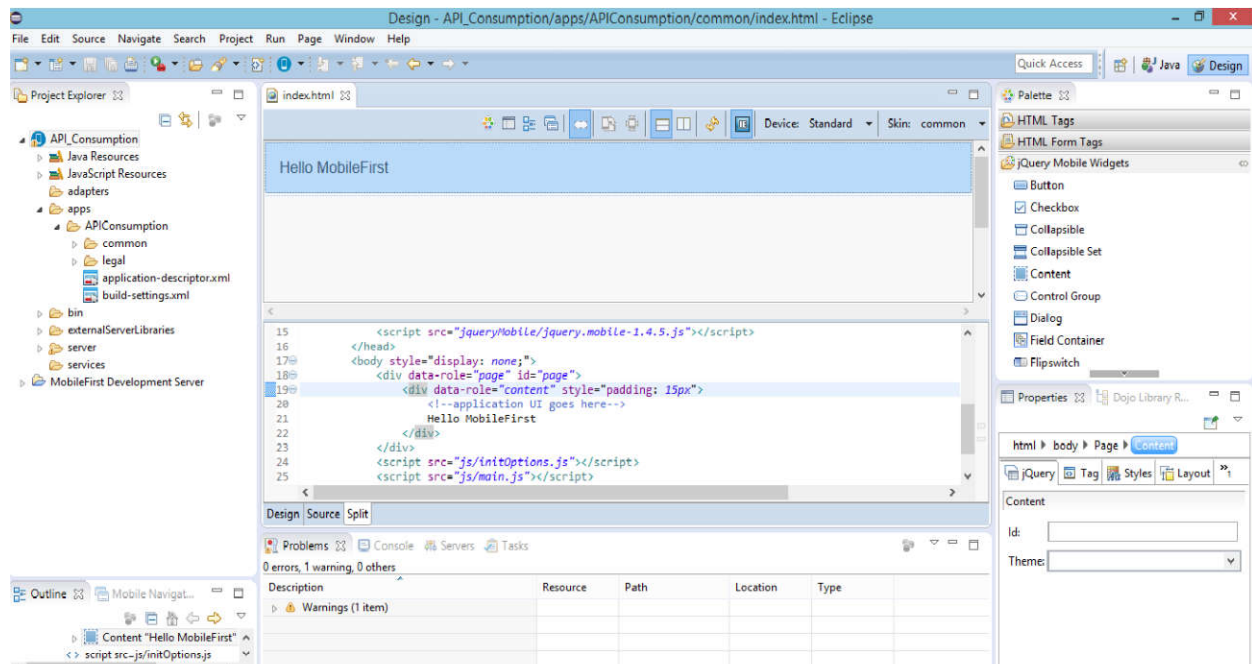 Design - API_Consumption/apps/APIConsumption/common/index.html - Eclipse
File Edit Source Navigate Search Project Run Page Window Help
Quick Access Java Design
Project Explorer
API_Consumption
Java Resources
JavaScript Resources
adapters
apps
APIConsumption
common
legal
application-descriptor.xml
build-settings.xml
bin
externalServerLibraries
server
services
MobileFirst Development Server
Outline Mobile Navigat...
Content "Hello MobileFirst"
script src=js/initOptions.js
index.html
Device: Standard Skin: common
Hello MobileFirst
15 <script src="jqueryMobile/jquery.mobile-1.4.5.js"></script>
16 </head>
17 <body style="display: none;">
18 <div data-role="page" id="page">
19 <div data-role="content" style="padding: 15px">
20 <!--application UI goes here-->
21 Hello MobileFirst
22 </div>
23 </div>
24 <script src="js/initOptions.js"></script>
25 <script src="js/main.js"></script>
Design Source Split
Problems Console Servers Tasks
0 errors, 1 warning, 0 others
Description Resource Path Location Type
Warnings (1 item)
Palette
HTML Tags
HTML Form Tags
jQuery Mobile Widgets
Button
Checkbox
Collapsible
Collapsible Set
Content
Control Group
Dialog
Field Container
Flipswitch
Properties Dojo Library R...
html body Page Content
jQuery Tag Styles Layout »1
Content
Id:
Theme: